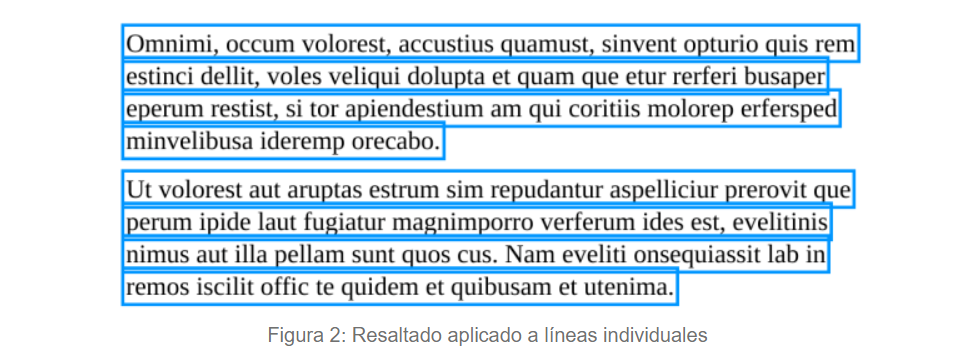 Omnimi, occum volorest, accustius quamust, sinvent opturio quis rem
estinci dellit, voles veliqui dolupta et quam que etur rerferi busaper
eperum restist, si tor apiendestium am qui coritiis molorep erfersped
minvelibusa ideremp orecabo.
Ut volorest aut aruptas estrum sim repudantur aspelliciur prerovit que
perum ipide laut fugiatur magnimporro verferum ides est, evelitinis
nimus aut illa pellam sunt quos cus. Nam eveliti onsequiassit lab in
remos iscilit offic te quidem et quibusam et utenima.
Figura 2: Resaltado aplicado a líneas individuales